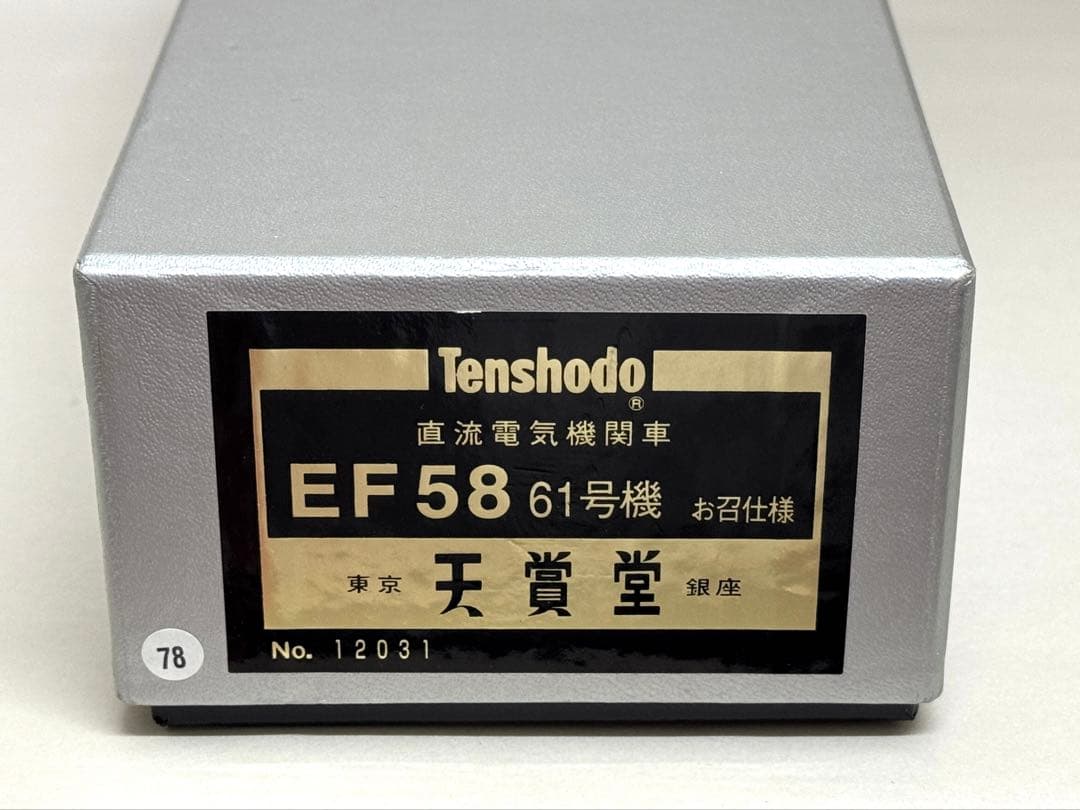 Tenshodo®
直流電気機関車
EF58 61号機 お召仕様
東京 天賞堂 銀座
No. 12031
78